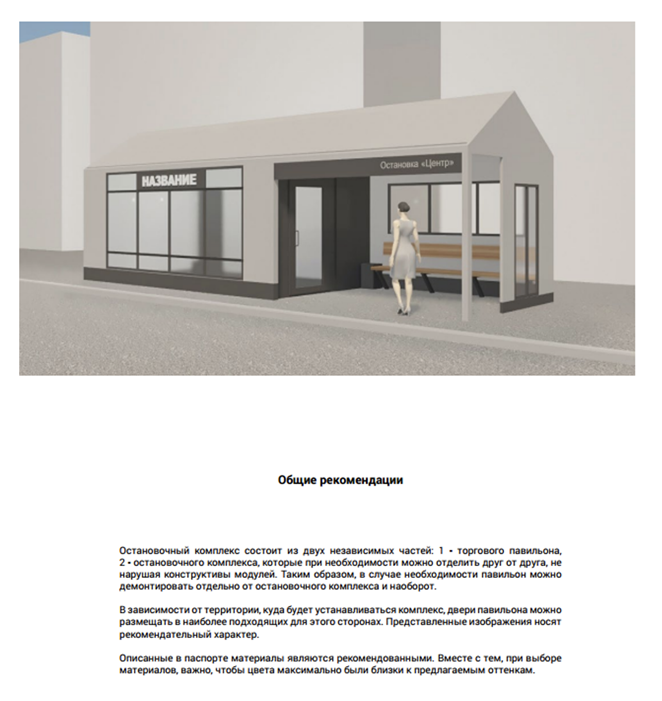 НАЗВАНИЕ
Остановка «Центр»
Общие рекомендации
Остановочный комплекс состоит из двух независимых частей: 1 - торгового павильона,
2 - остановочного комплекса, которые при необходимости можно отделить друг от друга, не
нарушая конструктивы модулей. Таким образом, в случае необходимости павильон можно
демонтировать отдельно от остановочного комплекса и наоборот.
В зависимости от территории, куда будет устанавливаться комплекс, двери павильона можно
размещать в наиболее подходящих для этого сторонах. Представленные изображения носят
рекомендательный характер.
Описанные в паспорте материалы являются рекомендованными. Вместе с тем, при выборе
материалов, важно, чтобы цвета максимально были близки к предлагаемым оттенкам.